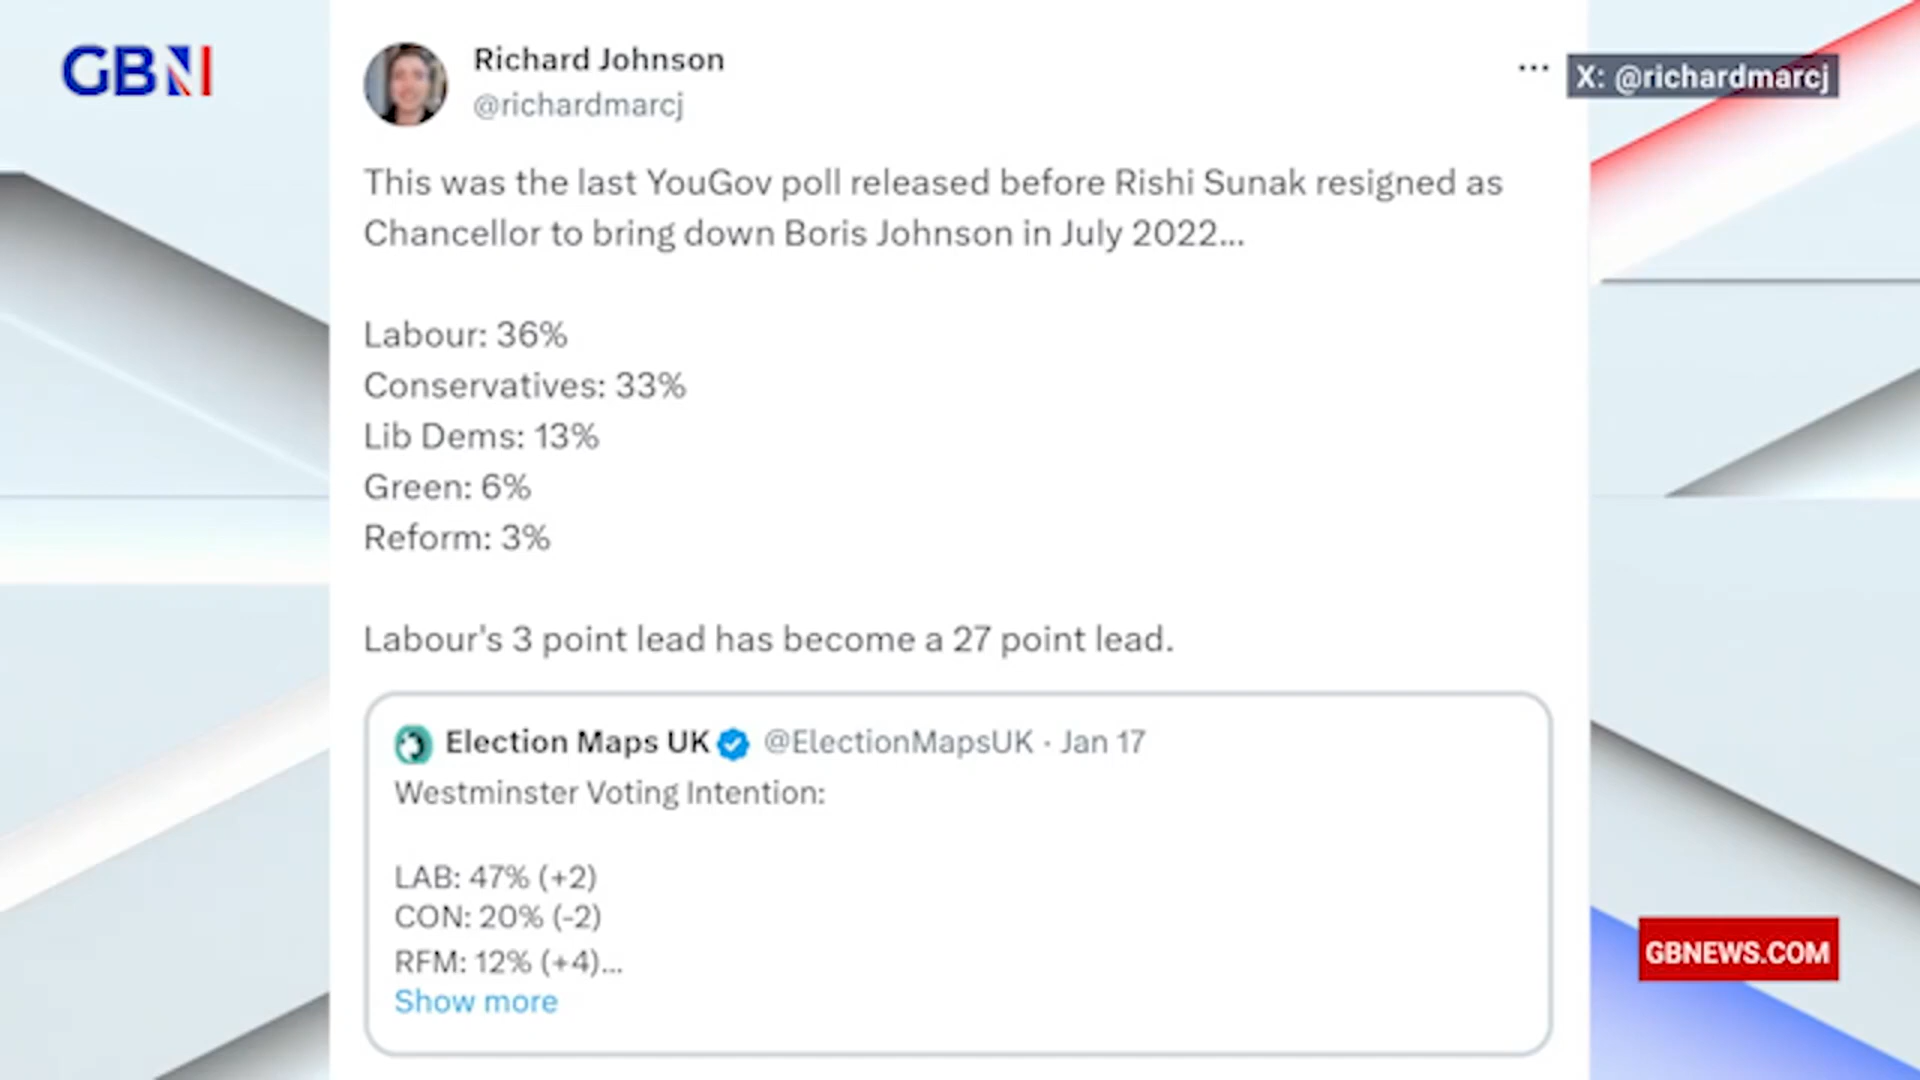 GBN
Richard Johnson
@richardmarcj
...
X: @richardmarcj
This was the last YouGov poll released before Rishi Sunak resigned as
Chancellor to bring down Boris Johnson in July 2022...
Labour: 36%
Conservatives: 33%
Lib Dems: 13%
Green: 6%
Reform: 3%
Labour's 3 point lead has become a 27 point lead.
Election Maps UK @ElectionMapsUK · Jan 17
Westminster Voting Intention:
LAB: 47% (+2)
CON: 20% (-2)
RFM: 12% (+4)...
Show more
GBNEWS.COM